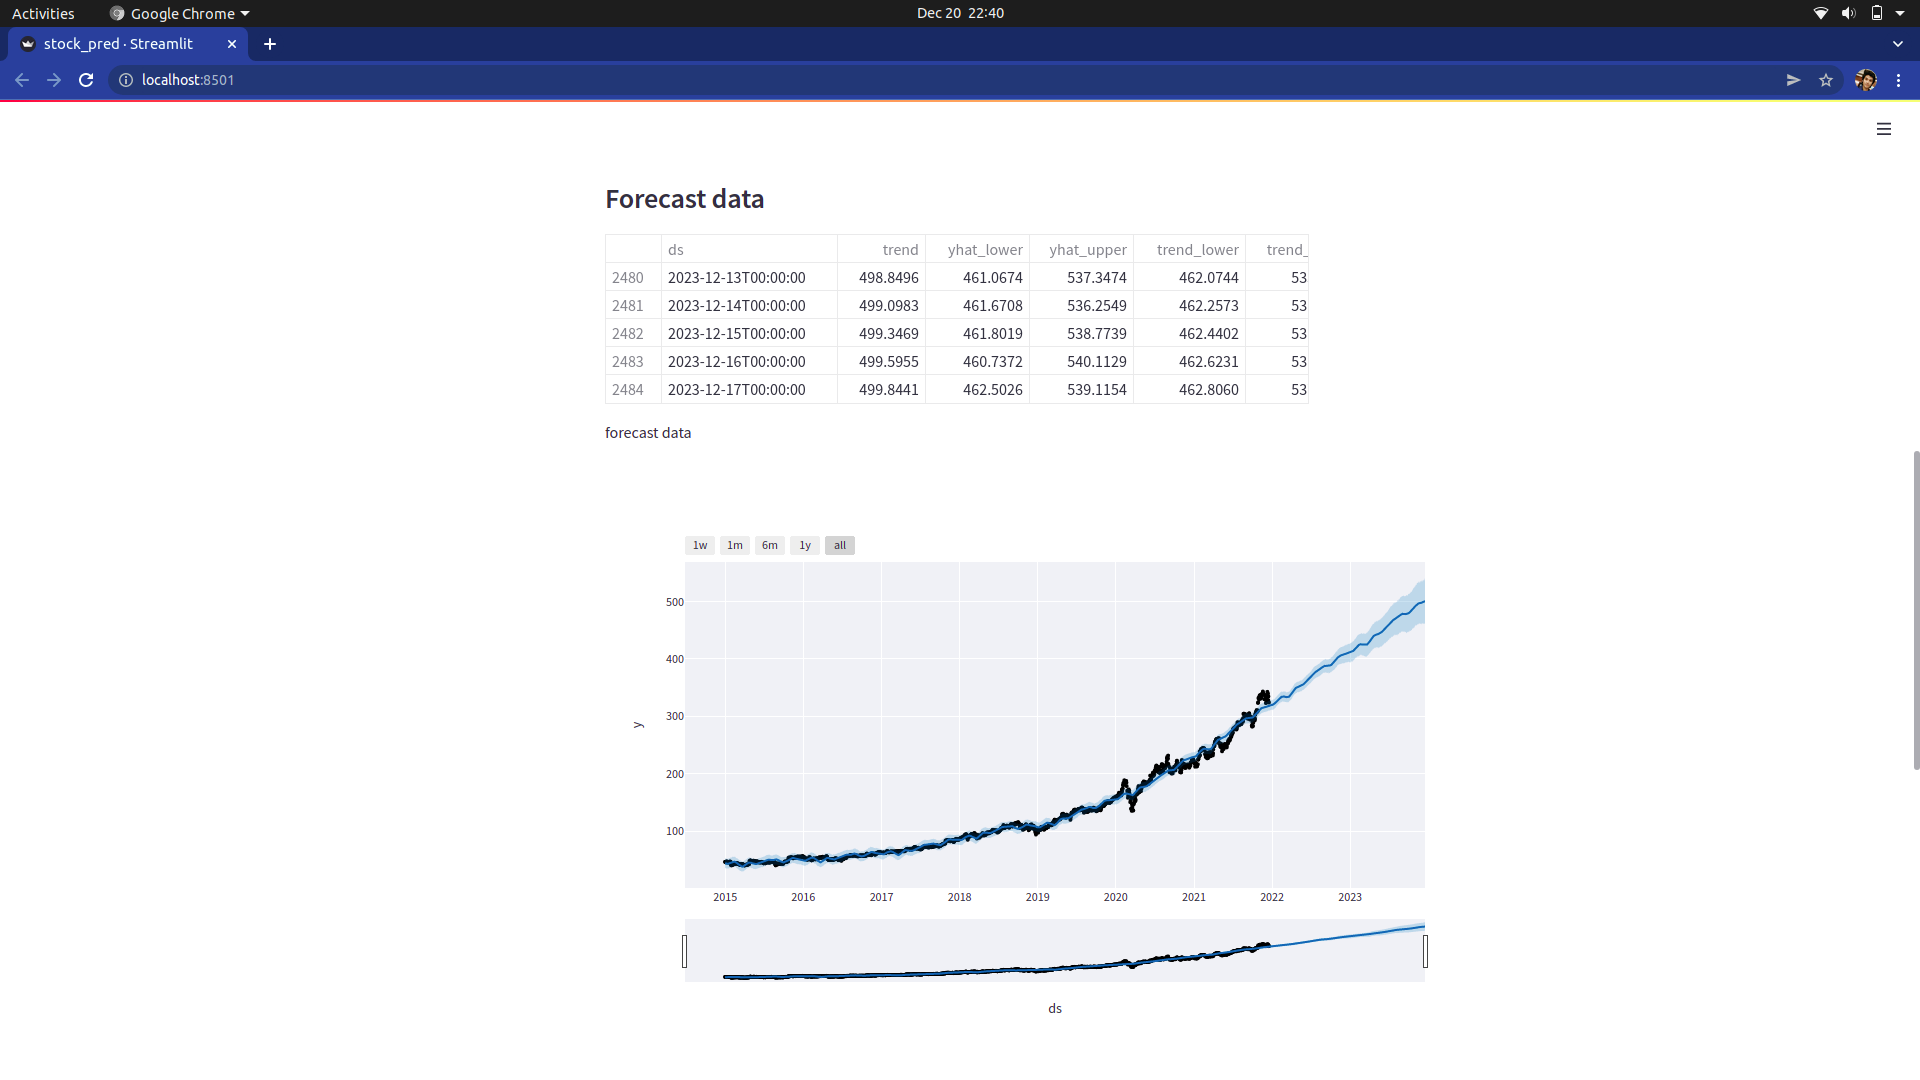 Activities Google Chrome Dec 20 22:40
stock_pred · Streamlit
localhost:8501
Forecast data
ds trend yhat_lower yhat_upper trend_lower trend_
2480 2023-12-13T00:00:00 498.8496 461.0674 537.3474 462.0744 53
2481 2023-12-14T00:00:00 499.0983 461.6708 536.2549 462.2573 53
2482 2023-12-15T00:00:00 499.3469 461.8019 538.7739 462.4402 53
2483 2023-12-16T00:00:00 499.5955 460.7372 540.1129 462.6231 53
2484 2023-12-17T00:00:00 499.8441 462.5026 539.1154 462.8060 53
forecast data
1w 1m 6m 1y all
500
400
300
200
100
y
2015 2016 2017 2018 2019 2020 2021 2022 2023
ds